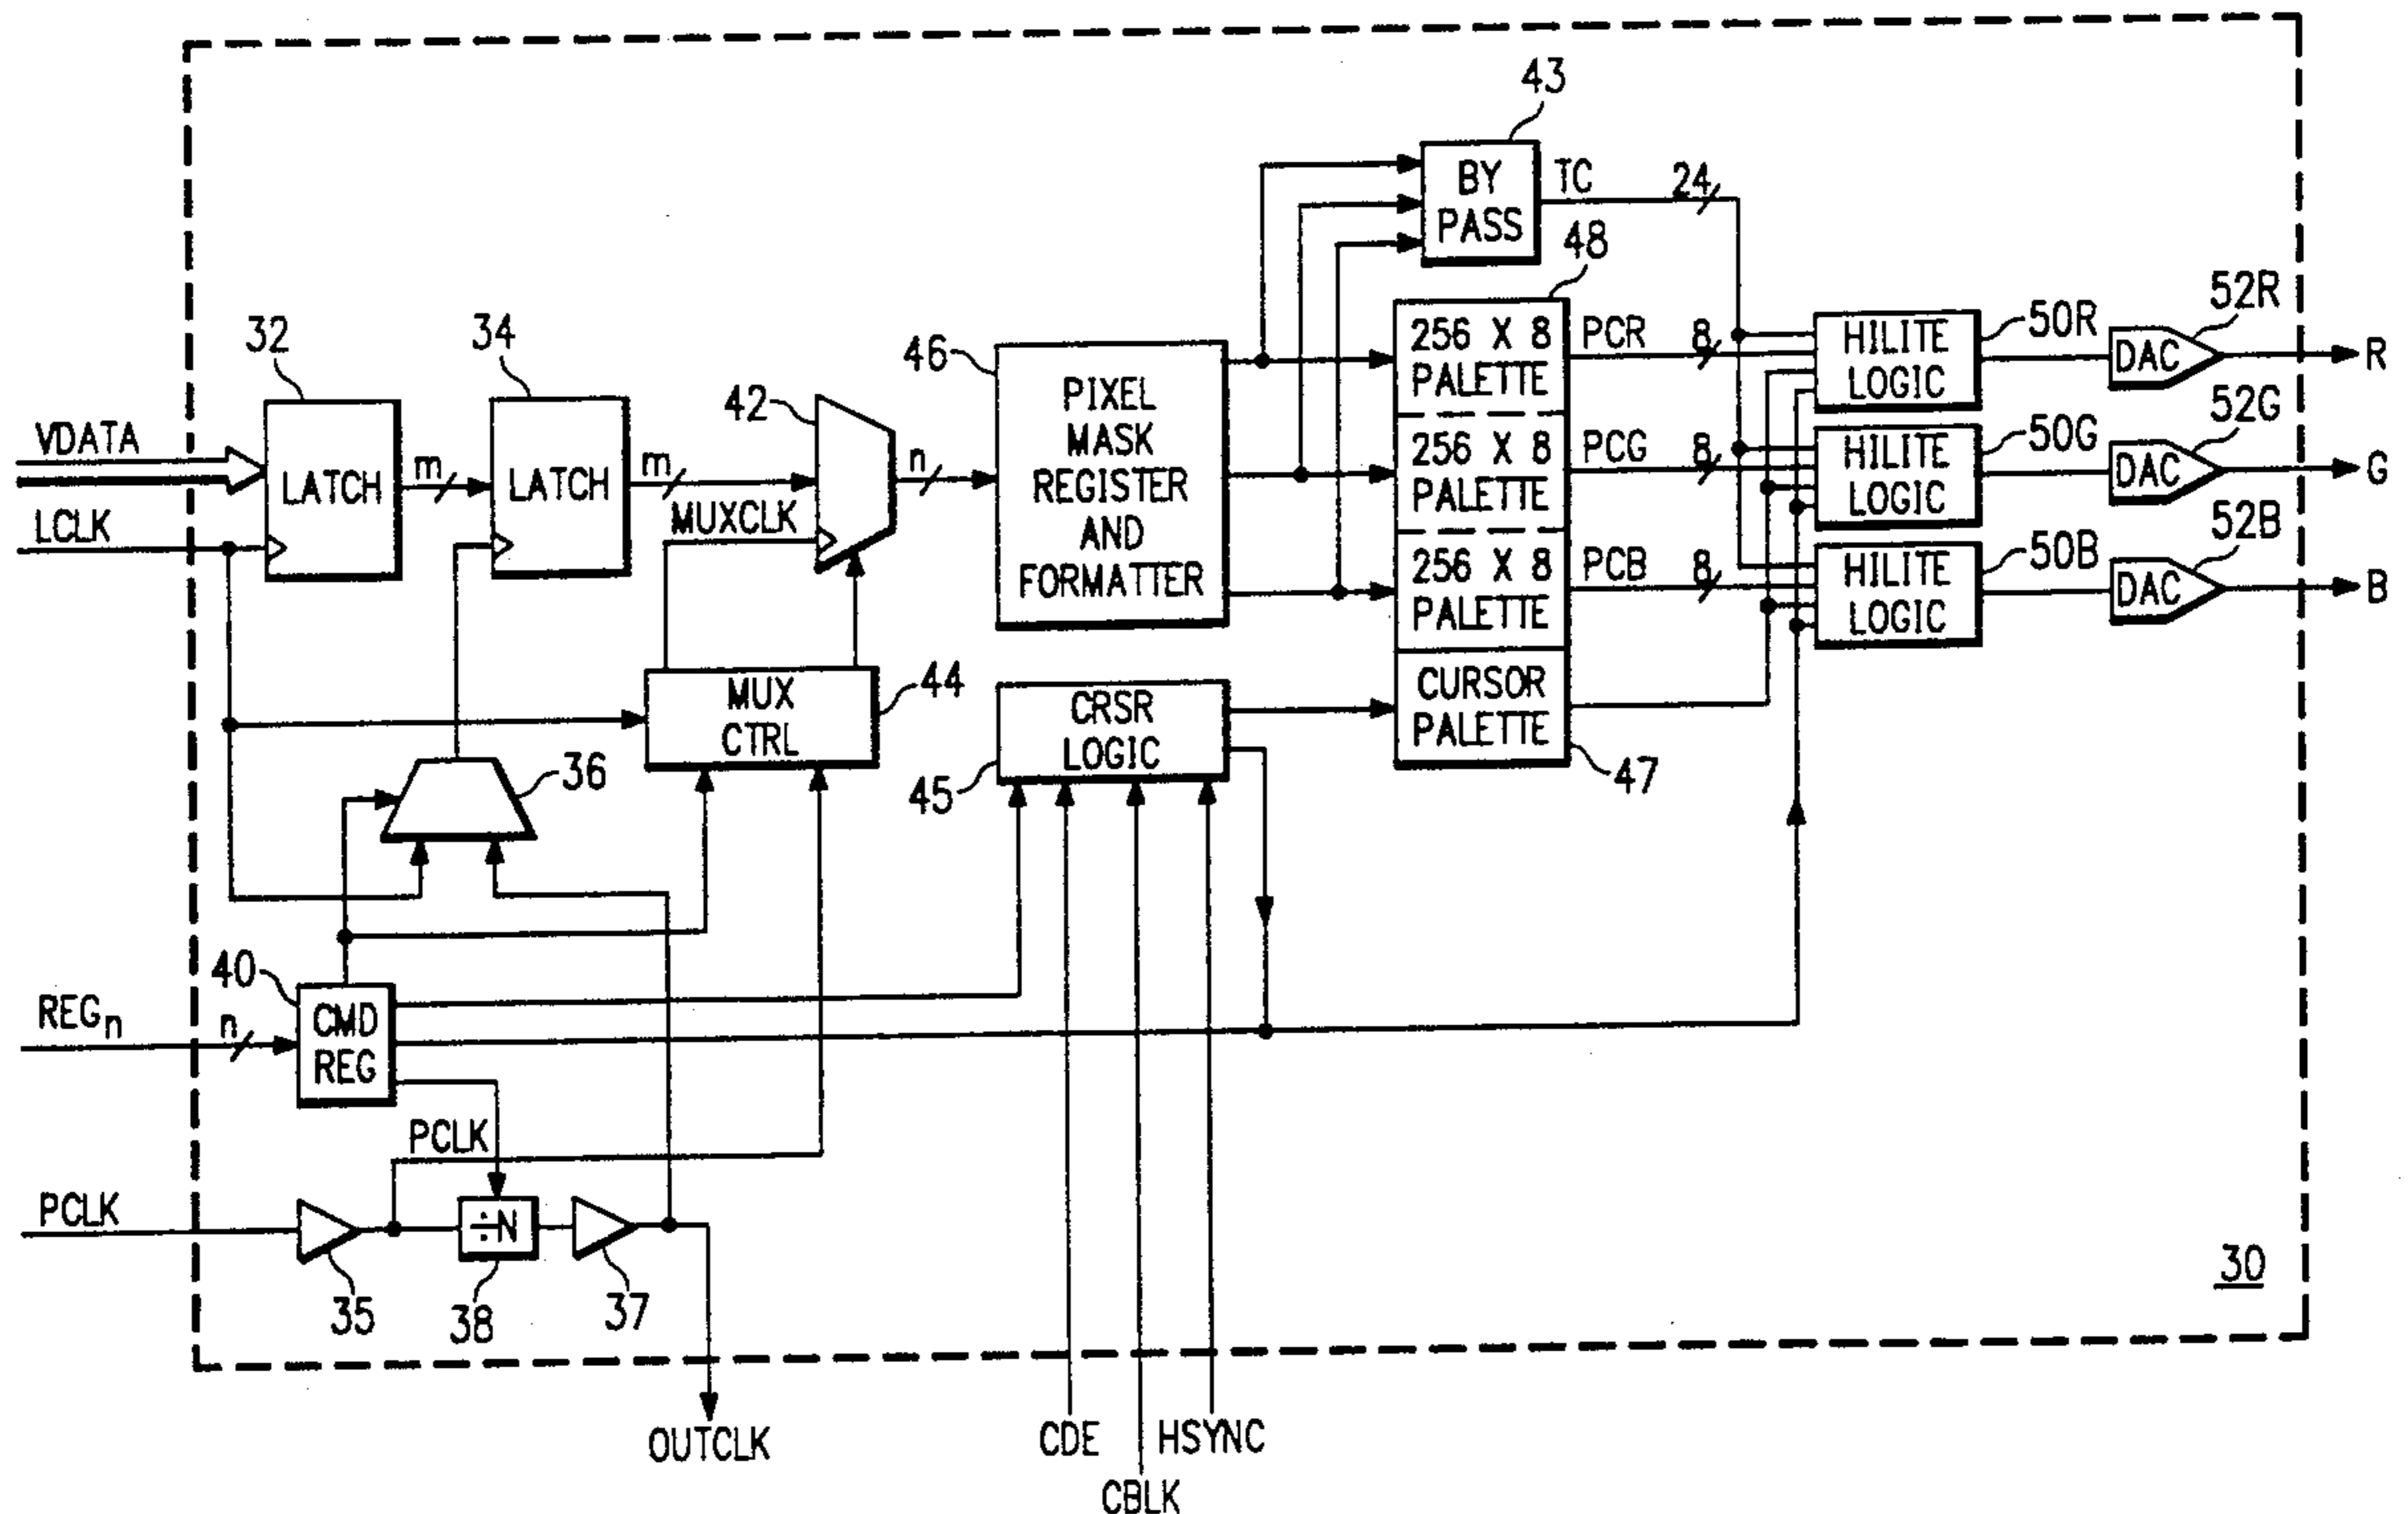 43
BY
PASS
TC
24
48
32
34
42
46
256 X 8
PALETTE
PCR
8
HILITE
LOGIC
50R
52R
DAC
R
VDATA
LATCH
m
LATCH
m
n
PIXEL
MASK
REGISTER
AND
FORMATTER
256 X 8
PALETTE
PCG
8
HILITE
LOGIC
50G
52G
DAC
G
LCLK
MUXCLK
256 X 8
PALETTE
PCB
8
HILITE
LOGIC
50B
52B
DAC
B
MUX
CTRL
44
CRSR
LOGIC
45
CURSOR
PALETTE
47
36
40
REGn
n
CMD
REG
PCLK
PCLK
÷N
35
38
37
30
OUTCLK
CDE
HSYNC
CBLK